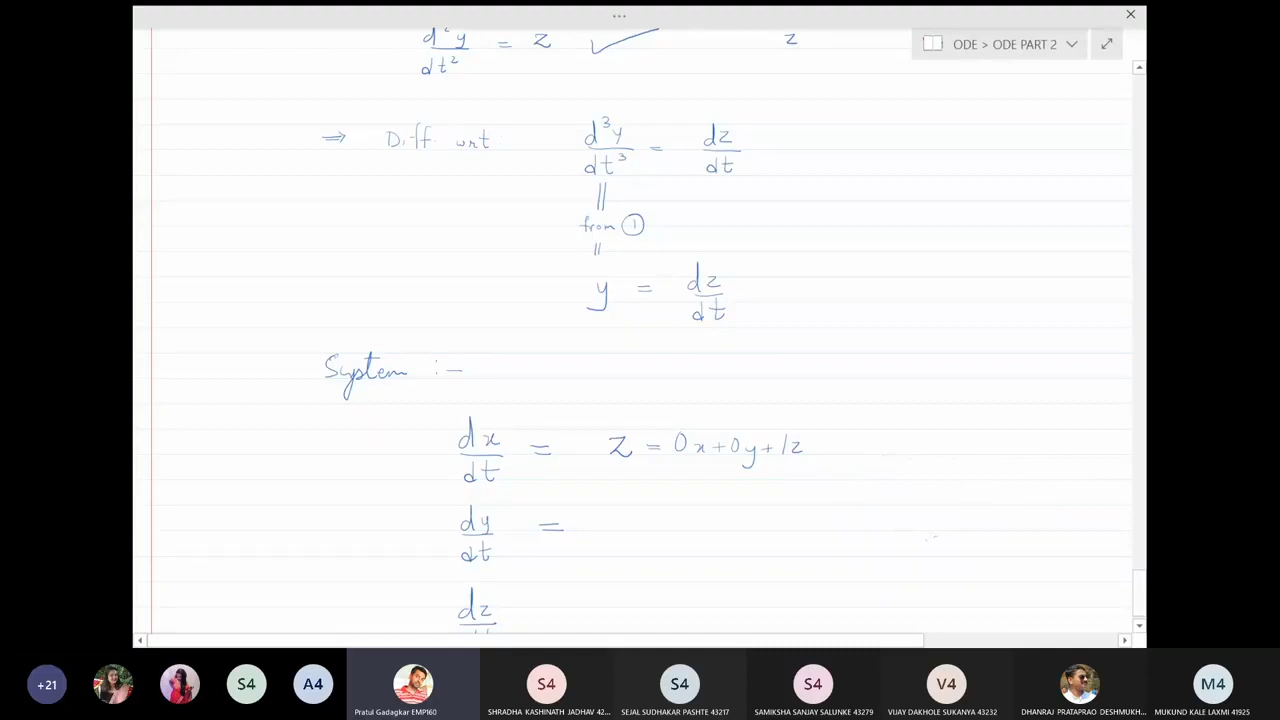 ...
ODE > ODE PART 2
d²y/dt² = z ✓ z
⇒ Diff. wrt d³y/dt³ = dz/dt
||
from ①
||
y = dz/dt
System :-
dx/dt = z = 0x+0y+1z
dy/dt =
dz/dt
+21 S4 A4 S4 S4 S4 V4 M4
Pratul Gadagkar EMP160
SHRADHA KASHINATH JADHAV 42...
SEJAL SUDHAKAR PASHTE 43217
SAMIKSHA SANJAY SALUNKE 43279
VIJAY DAKHOLE SUKANYA 43232
DHANRAJ PRATAPRAO DESHMUKH...
MUKUND KALE LAXMI 41925